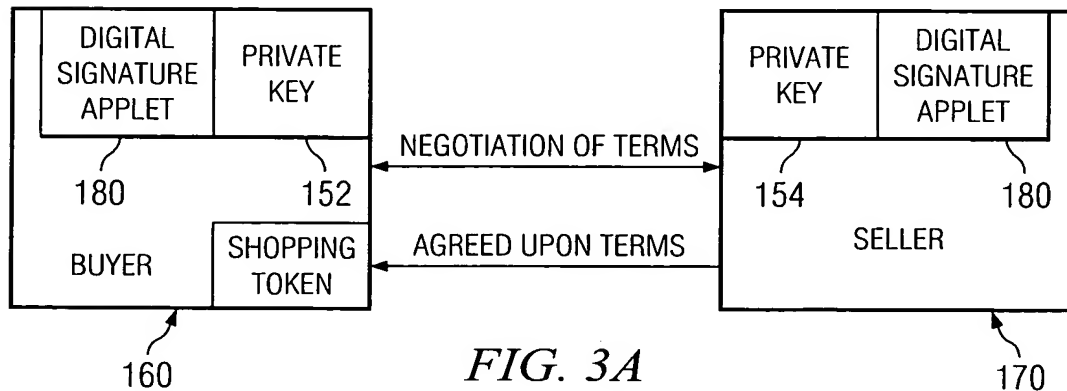 DIGITAL
SIGNATURE
APPLET
PRIVATE
KEY
PRIVATE
KEY
DIGITAL
SIGNATURE
APPLET
NEGOTIATION OF TERMS
180
152
154
180
BUYER
SHOPPING
TOKEN
AGREED UPON TERMS
SELLER
160
FIG. 3A
170